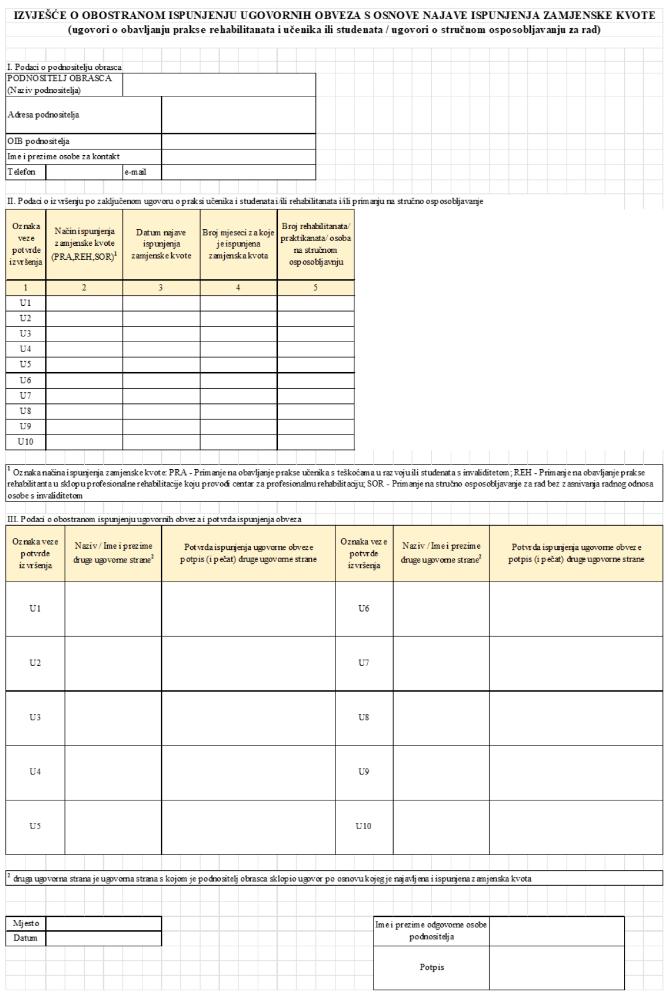 IZVJEŠĆE O OBOSTRANOM ISPUNJENJU UGOVORNIH OBVEZA S OSNOVE NAJAVE ISPUNJENJA ZAMJENSKE KVOTE
(ugovori o obavljanju prakse rehabilitanata i učenika ili studenata / ugovori o stručnom osposobljavanju za rad)
I. Podaci o podnositelju obrasca
PODNOSITELJ OBRASCA
(Naziv podnositelja)
Adresa podnositelja
OIB podnositelja
Ime i prezime osobe za kontakt
Telefon e-mail
II. Podaci o izvršenju po zaključenom ugovoru o praksi učenika i studenata i/ili rehabilitanata i/ili primanju na stručno osposobljavanje
Oznaka
veze
potvrde
izvršenja
Način ispunjenja
zamjenske kvote
(PRA,REH,SOR)¹
Datum najave
ispunjenja
zamjenske kvote
Broj mjeseci za koje
je ispunjena
zamjenska kvota
Broj rehabilitanata/
praktikanata/ osoba
na stručnom
osposobljavnju
1 2 3 4 5
U1
U2
U3
U4
U5
U6
U7
U8
U9
U10
¹ Oznaka načina ispunjenja zamjenske kvote: PRA - Primanje na obavljanje prakse učenika s teškoćama u razvoju ili studenata s invaliditetom; REH - Primanje na obavljanje prakse
rehabilitanta u sklopu profesionalne rehabilitacije koju provodi centar za profesionalnu rehabilitaciju; SOR - Primanje na stručno osposobljavanje za rad bez zasnivanja radnog odnosa
osobe s invaliditetom
III. Podaci o obostranom ispunjenju ugovornih obveza i potvrda ispunjenja obveza
Oznaka veze
potvrde
izvršenja
Naziv / Ime i prezime
druge ugovorne strane²
Potvrda ispunjenja ugovorne obveze
potpis (i pečat) druge ugovorne strane
Oznaka veze
potvrde
izvršenja
Naziv / Ime i prezime
druge ugovorne strane²
Potvrda ispunjenja ugovorne obveze
potpis (i pečat) druge ugovorne strane
U1 U6
U2 U7
U3 U8
U4 U9
U5 U10
² druga ugovorna strana je ugovorna strana s kojom je podnositelj obrasca sklopio ugovor po osnovu kojeg je najavljena i ispunjena zamjenska kvota
Mjesto
Datum
Ime i prezime odgovorne osobe
podnositelja
Potpis